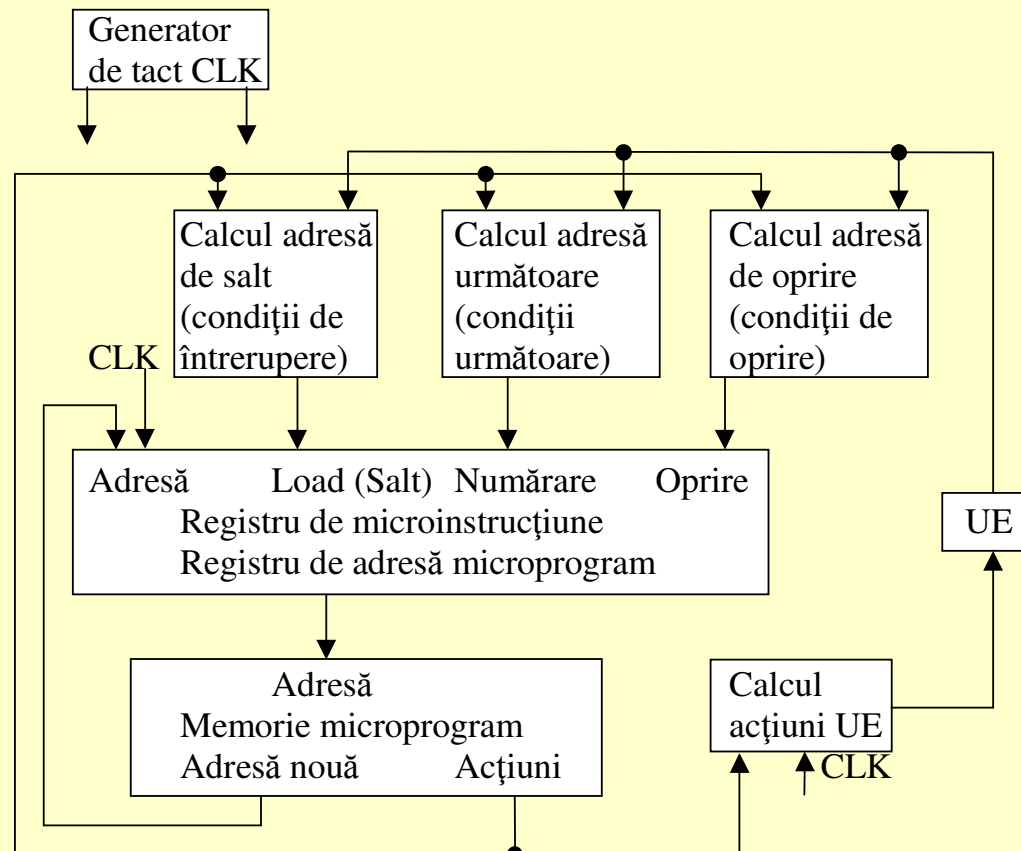 Generator
de tact CLK
Calcul adresă
de salt
(condiţii de
întrerupere)
Calcul adresă
următoare
(condiţii
următoare)
Calcul adresă
de oprire
(condiţii de
oprire)
CLK
Adresă Load (Salt) Numărare Oprire
Registru de microinstrucţiune
Registru de adresă microprogram
UE
Adresă
Memorie microprogram
Adresă nouă Acţiuni
Calcul
acţiuni UE
CLK